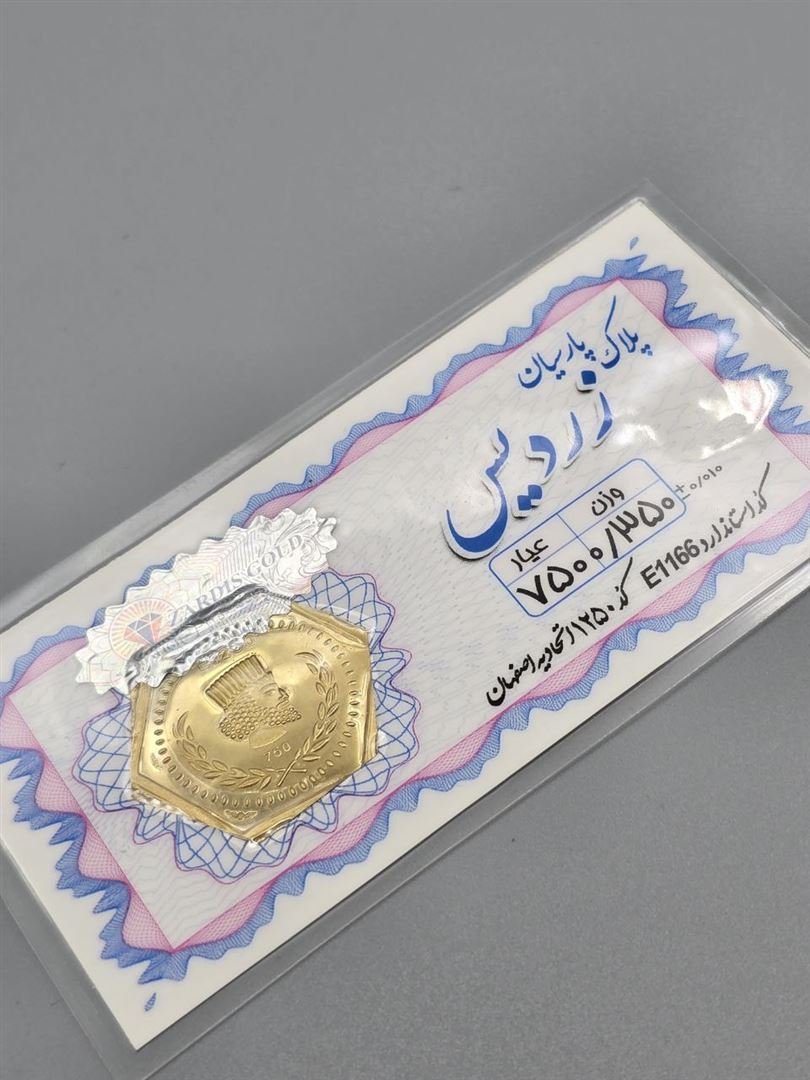 پلاک پارسیان
زردیس
وزن
۰/۳۵۰ ±۰/۰۱۰
عیار
۷۵۰
کد استاندارد E1166
کد ۱۲۵۰ اتحادیه اصفهان
ZARDIS GOLD
750